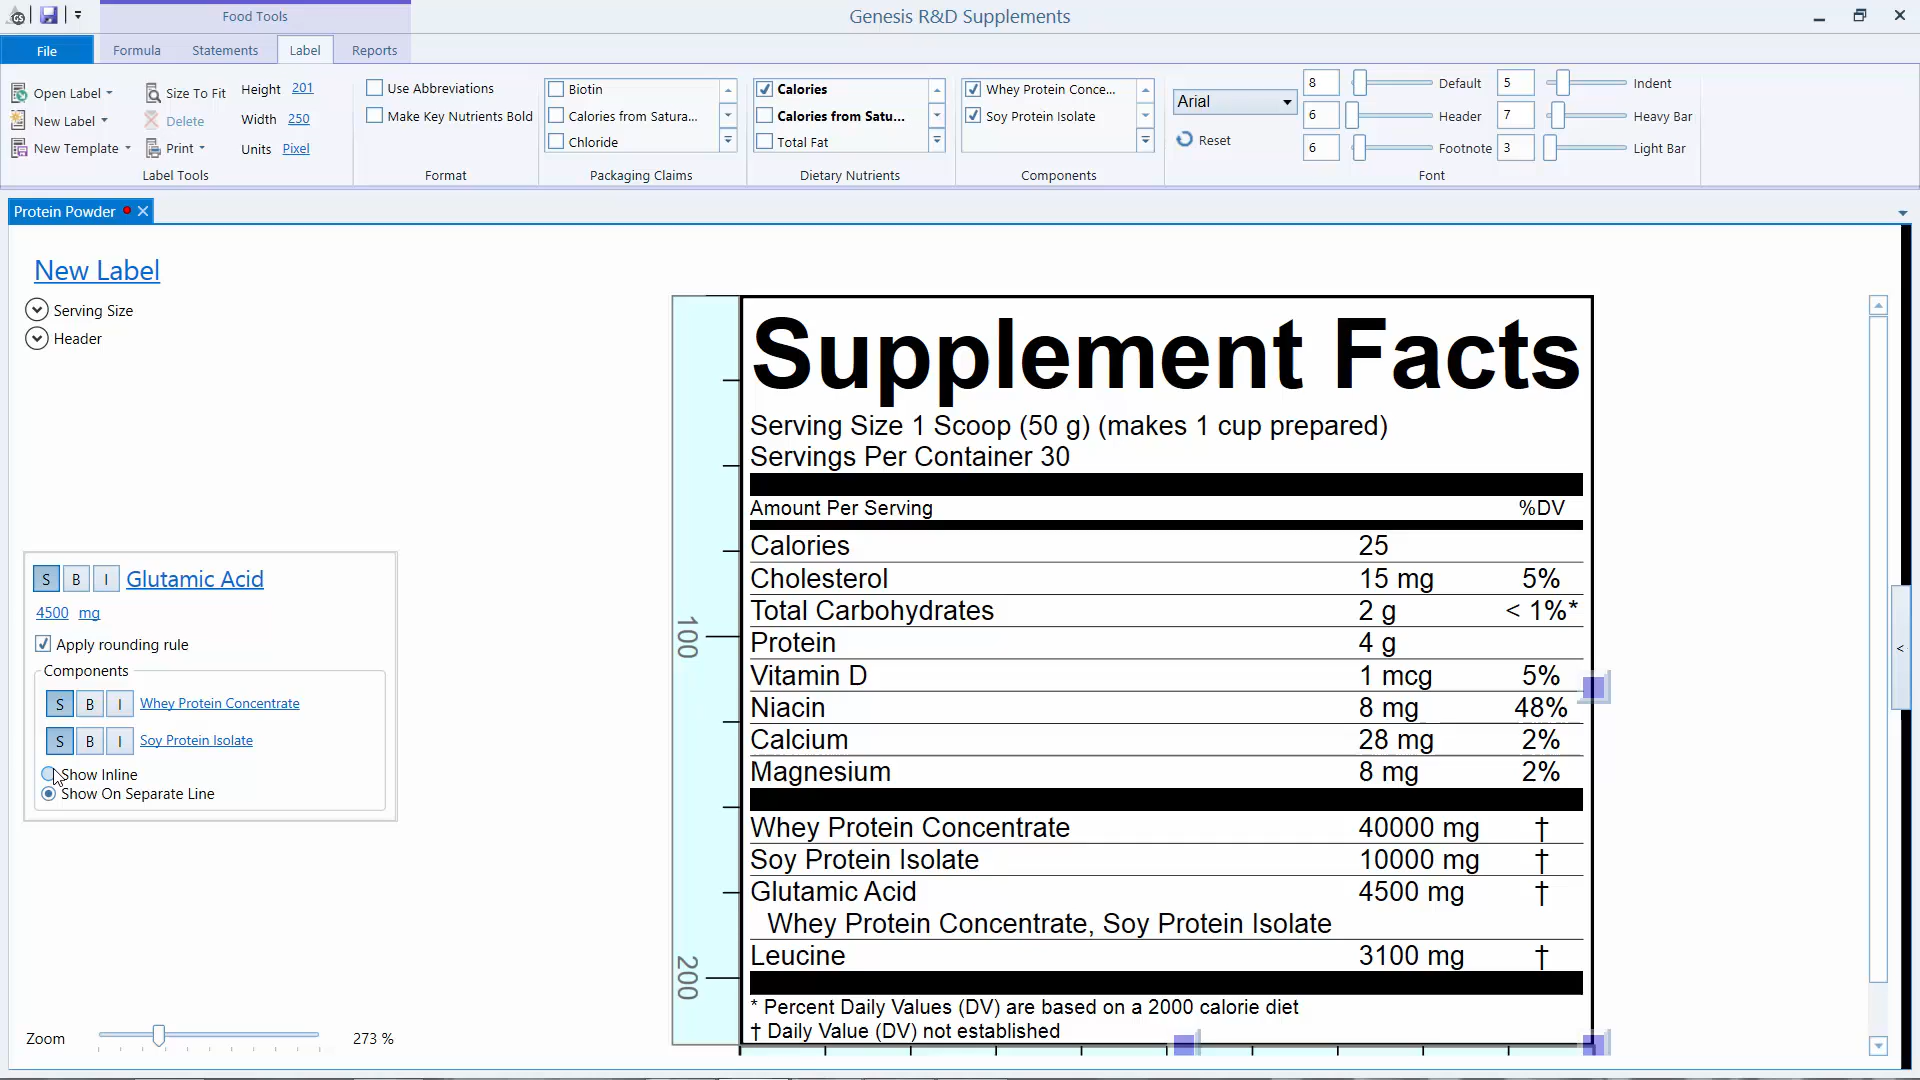 GS
Food Tools
Genesis R&D Supplements
File
Formula
Statements
Label
Reports
Open Label
New Label
New Template
Size To Fit
Delete
Print
Height 201
Width 250
Units Pixel
Label Tools
Use Abbreviations
Make Key Nutrients Bold
Format
Biotin
Calories from Satura...
Chloride
Packaging Claims
Calories
Calories from Satu...
Total Fat
Dietary Nutrients
Whey Protein Conce...
Soy Protein Isolate
Components
Arial
Reset
8 Default 5 Indent
6 Header 7 Heavy Bar
6 Footnote 3 Light Bar
Font
Protein Powder
New Label
Serving Size
Header
S B I Glutamic Acid
4500 mg
Apply rounding rule
Components
S B I Whey Protein Concentrate
S B I Soy Protein Isolate
Show Inline
Show On Separate Line
Zoom 273 %
100
200
Supplement Facts
Serving Size 1 Scoop (50 g) (makes 1 cup prepared)
Servings Per Container 30
Amount Per Serving %DV
Calories 25
Cholesterol 15 mg 5%
Total Carbohydrates 2 g < 1%*
Protein 4 g
Vitamin D 1 mcg 5%
Niacin 8 mg 48%
Calcium 28 mg 2%
Magnesium 8 mg 2%
Whey Protein Concentrate 40000 mg †
Soy Protein Isolate 10000 mg †
Glutamic Acid 4500 mg †
Whey Protein Concentrate, Soy Protein Isolate
Leucine 3100 mg †
* Percent Daily Values (DV) are based on a 2000 calorie diet
† Daily Value (DV) not established
<